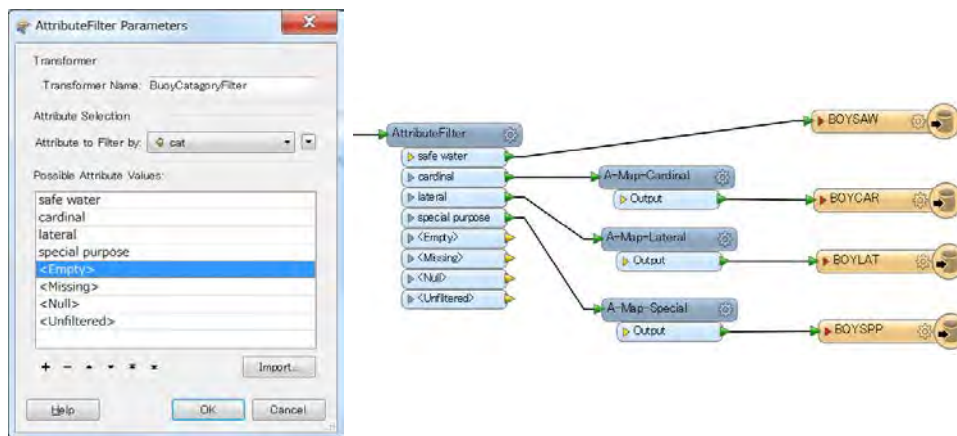 AttributeFilter Parameters
Transformer
Transformer Name: BuoyCatagoryFilter
Attribute Selection
Attribute to Filter by: cat
Possible Attribute Values:
safe water
cardinal
lateral
special purpose
<Empty>
<Missing>
<Null>
<Unfiltered>
Import...
Help
OK
Cancel
AttributeFilter
safe water
cardinal
lateral
special purpose
<Empty>
<Missing>
<Null>
<Unfiltered>
A-Map-Cardinal
Output
A-Map-Lateral
Output
A-Map-Special
Output
BOYSAW
BOYCAR
BOYLAT
BOYSPP